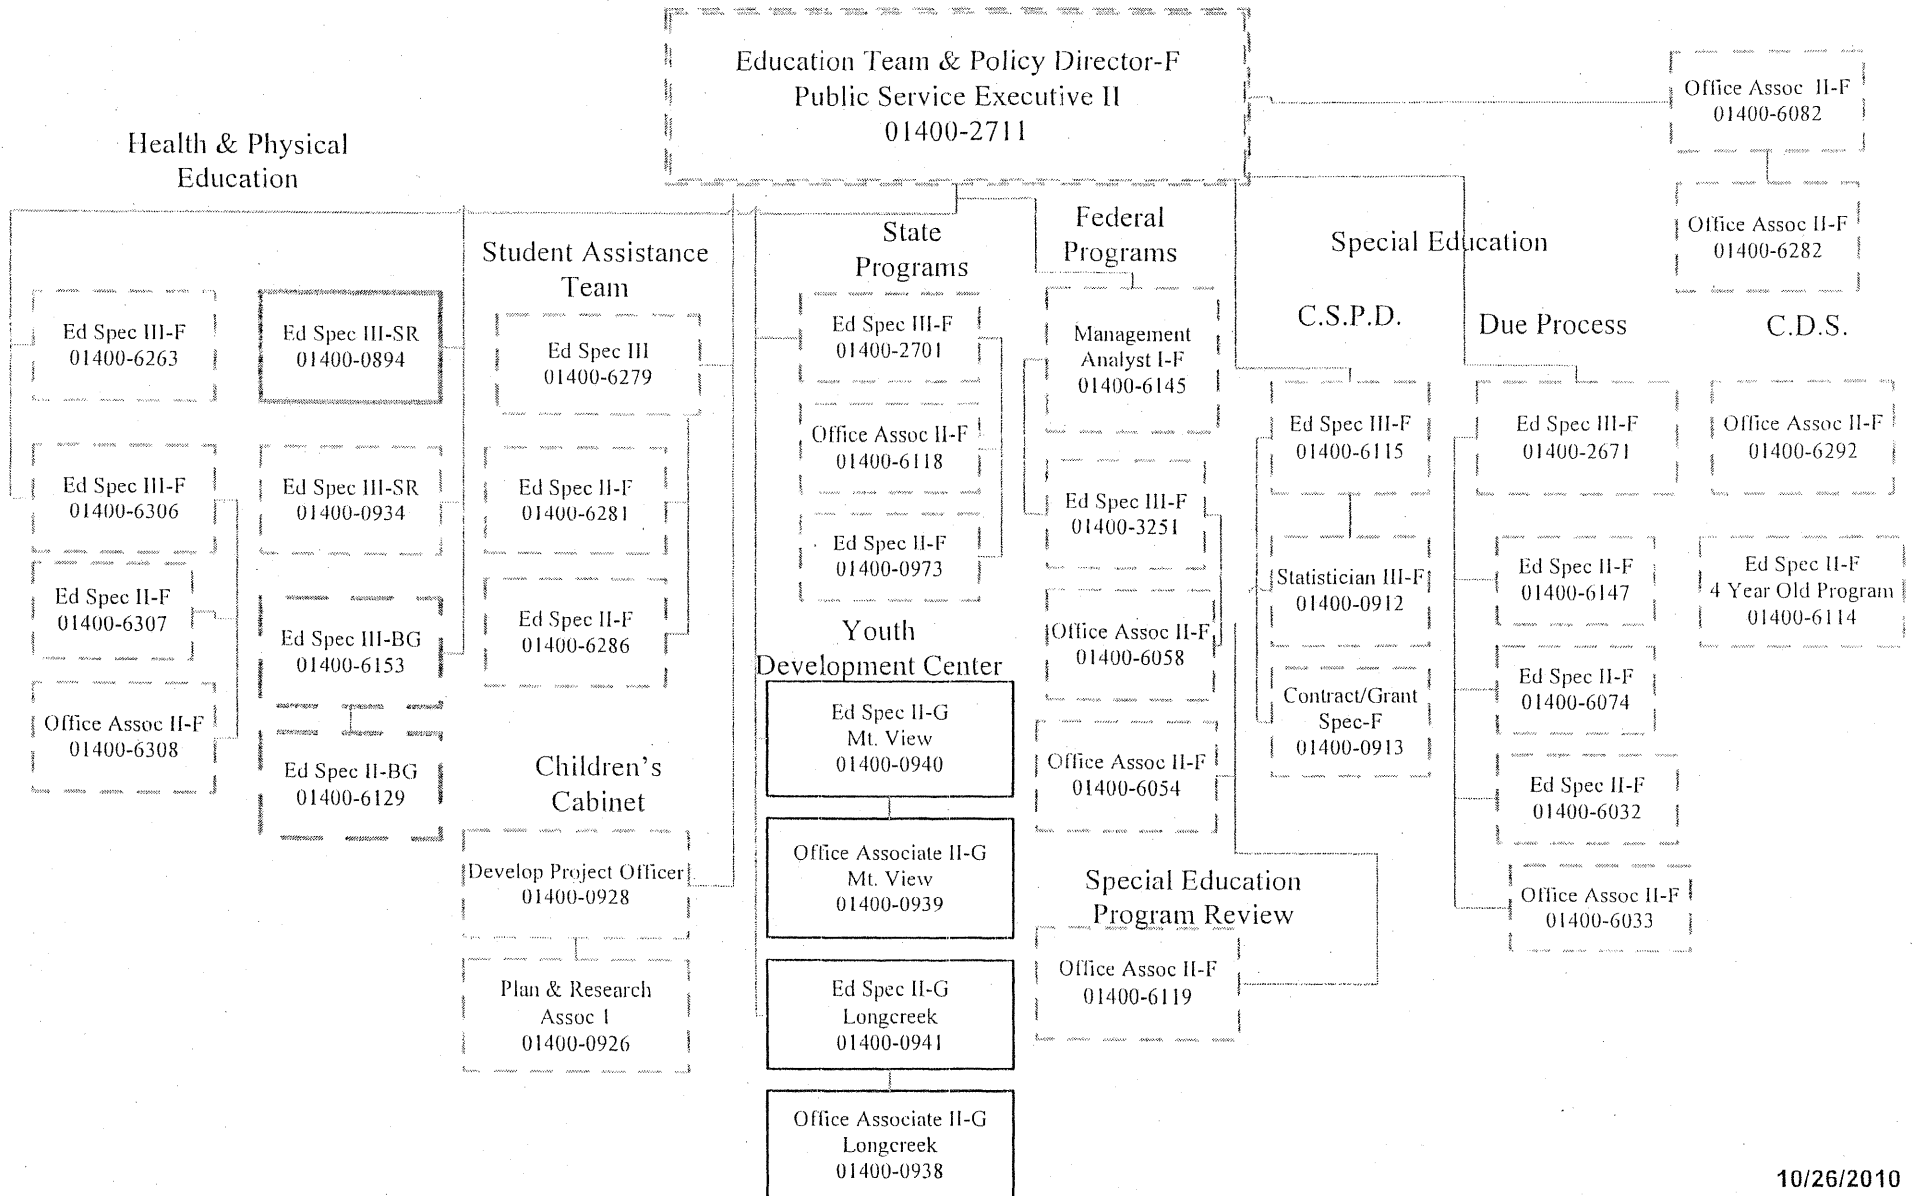 Education Team & Policy Director-F
Public Service Executive II
01400-2711
Office Assoc II-F
01400-6082
Office Assoc II-F
01400-6282
Health & Physical
Education
Ed Spec III-F
01400-6263
Ed Spec III-F
01400-6306
Ed Spec II-F
01400-6307
Office Assoc II-F
01400-6308
Ed Spec III-SR
01400-0894
Ed Spec III-SR
01400-0934
Ed Spec III-BG
01400-6153
Ed Spec II-BG
01400-6129
Student Assistance
Team
Ed Spec III
01400-6279
Ed Spec II-F
01400-6281
Ed Spec II-F
01400-6286
Children's
Cabinet
Develop Project Officer
01400-0928
Plan & Research
Assoc I
01400-0926
State
Programs
Ed Spec III-F
01400-2701
Office Assoc II-F
01400-6118
Ed Spec II-F
01400-0973
Youth
Development Center
Ed Spec II-G
Mt. View
01400-0940
Office Associate II-G
Mt. View
01400-0939
Ed Spec II-G
Longcreek
01400-0941
Office Associate II-G
Longcreek
01400-0938
Federal
Programs
Management
Analyst I-F
01400-6145
Ed Spec III-F
01400-3251
Office Assoc II-F
01400-6058
Office Assoc II-F
01400-6054
Special Education
Program Review
Office Assoc II-F
01400-6119
Special Education
C.S.P.D.
Ed Spec III-F
01400-6115
Statistician III-F
01400-0912
Contract/Grant
Spec-F
01400-0913
Due Process
Ed Spec III-F
01400-2671
Ed Spec II-F
01400-6147
Ed Spec II-F
01400-6074
Ed Spec II-F
01400-6032
Office Assoc II-F
01400-6033
C.D.S.
Office Assoc II-F
01400-6292
Ed Spec II-F
4 Year Old Program
01400-6114
10/26/2010